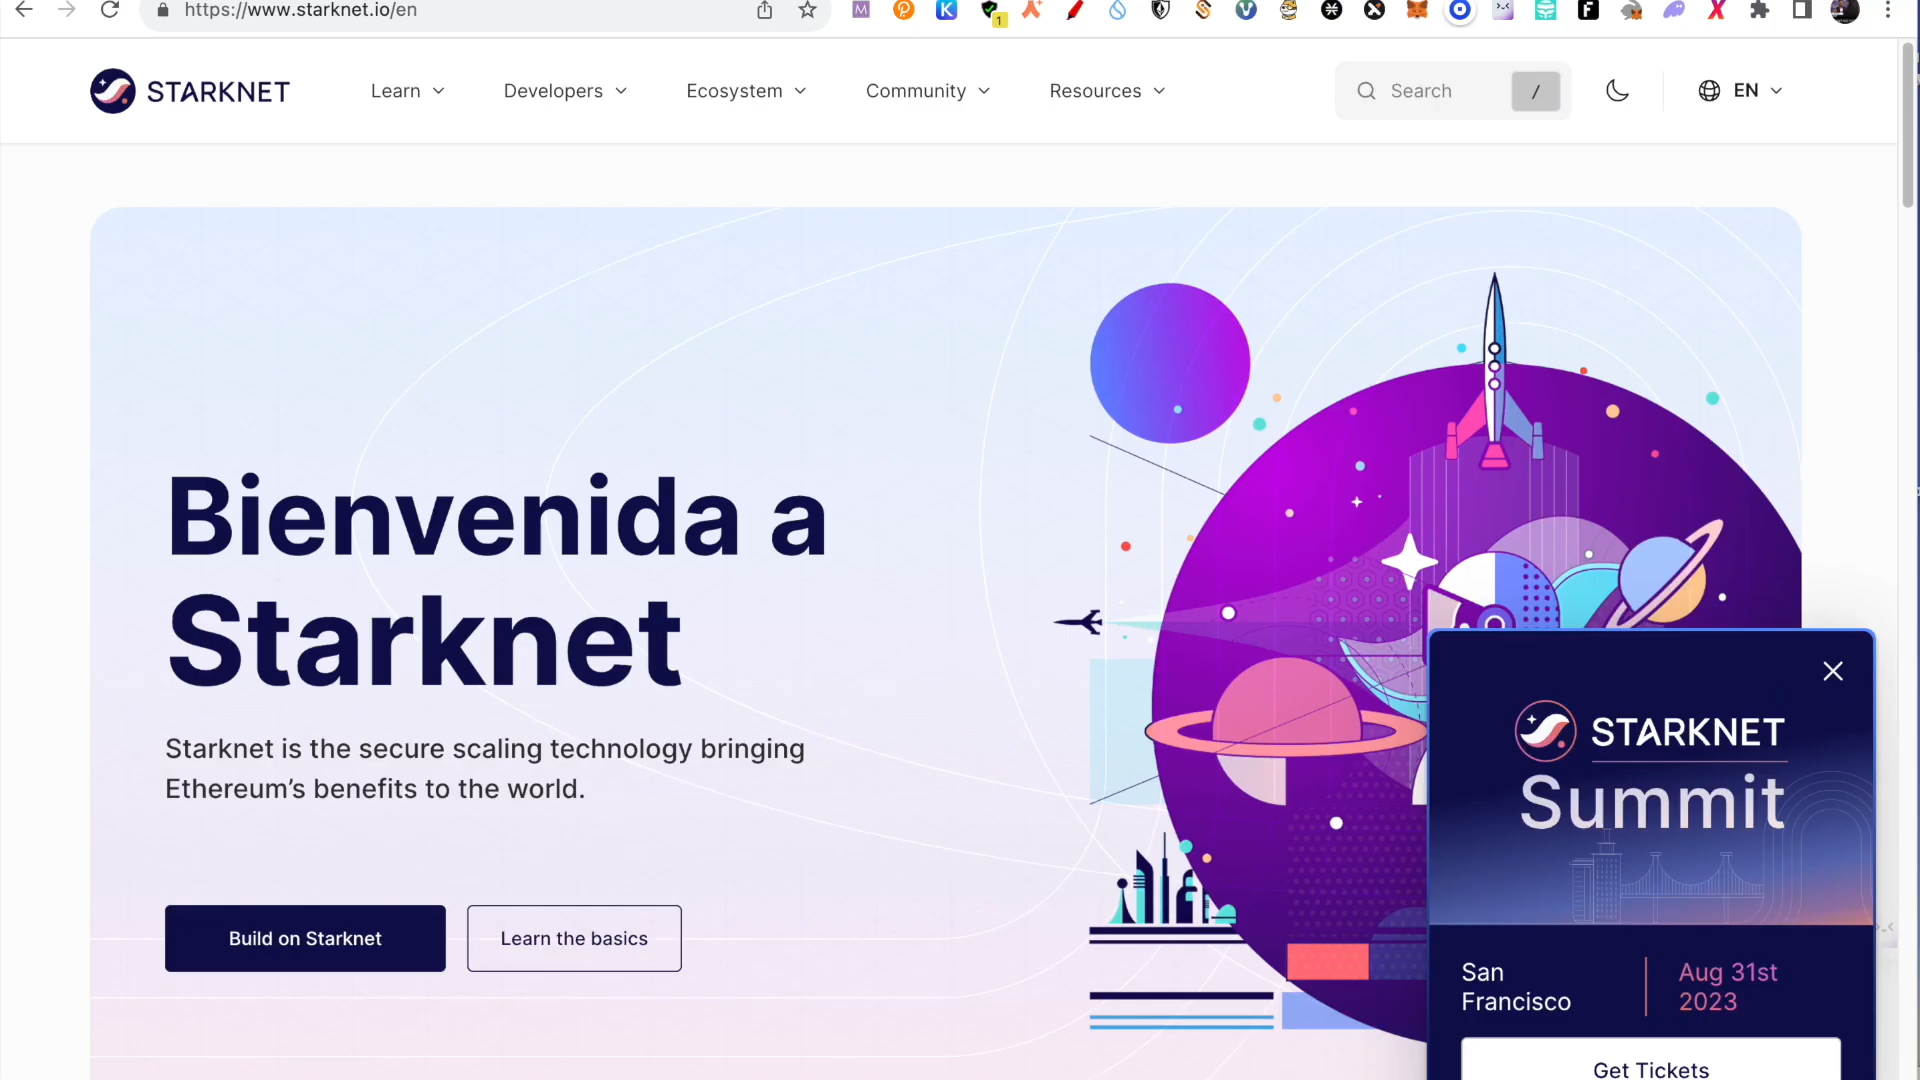 https://www.starknet.io/en
1
STARKNET
Learn
Developers
Ecosystem
Community
Resources
Search
/
EN
Bienvenida a
Starknet
Starknet is the secure scaling technology bringing
Ethereum’s benefits to the world.
Build on Starknet
Learn the basics
STARKNET
Summit
San
Francisco
Aug 31st
2023
Get Tickets